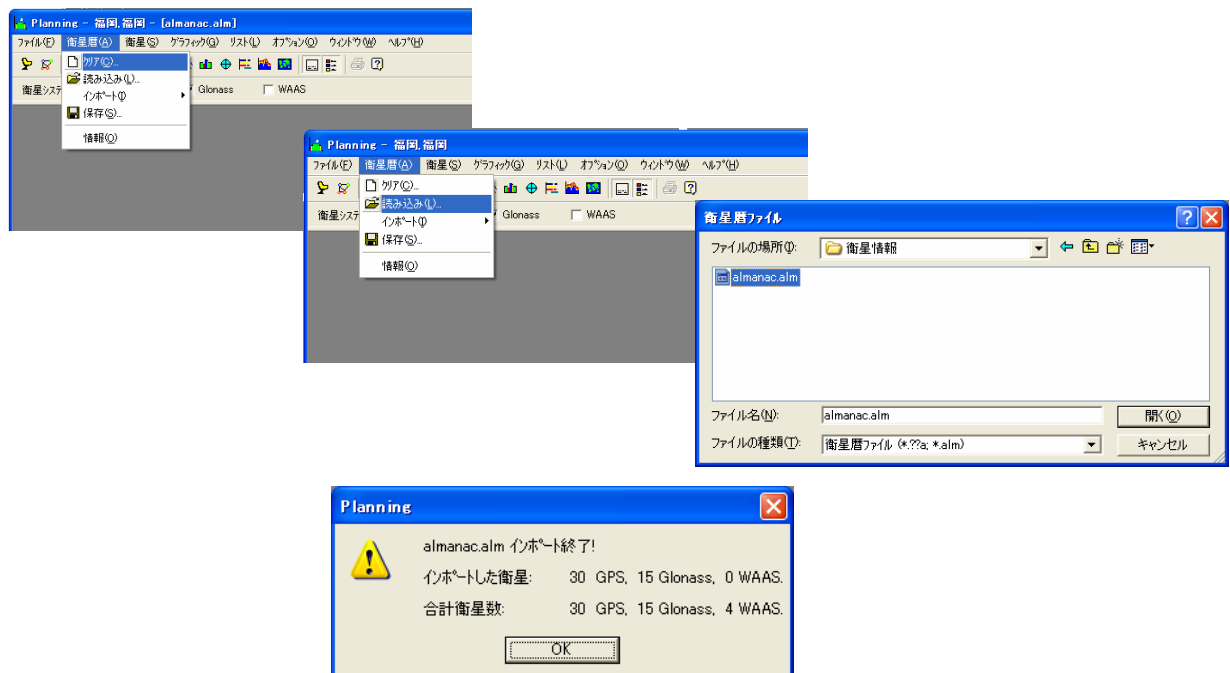 Planning - 福岡,福岡 - [almanac.alm]
ファイル(F) 衛星暦(A) 衛星(S) グラフィック(G) リスト(L) オプション(O) ウィンドウ(W) ヘルプ(H)
クリア(C)...
読み込み(L)...
衛星シス
Glonass
WAAS
インポート(I)
保存(S)...
情報(O)
Planning - 福岡,福岡
ファイル(F) 衛星暦(A) 衛星(S) グラフィック(G) リスト(L) オプション(O) ウィンドウ(W) ヘルプ(H)
クリア(C)...
読み込み(L)...
衛星シス
Glonass
WAAS
インポート(I)
保存(S)...
情報(O)
衛星暦ファイル
ファイルの場所(I):
衛星情報
almanac.alm
ファイル名(N):
almanac.alm
開く(O)
ファイルの種類(T):
衛星暦ファイル (*.??a; *.alm)
キャンセル
Planning
almanac.alm インポート終了!
インポートした衛星: 30 GPS, 15 Glonass, 0 WAAS.
合計衛星数: 30 GPS, 15 Glonass, 4 WAAS.
OK